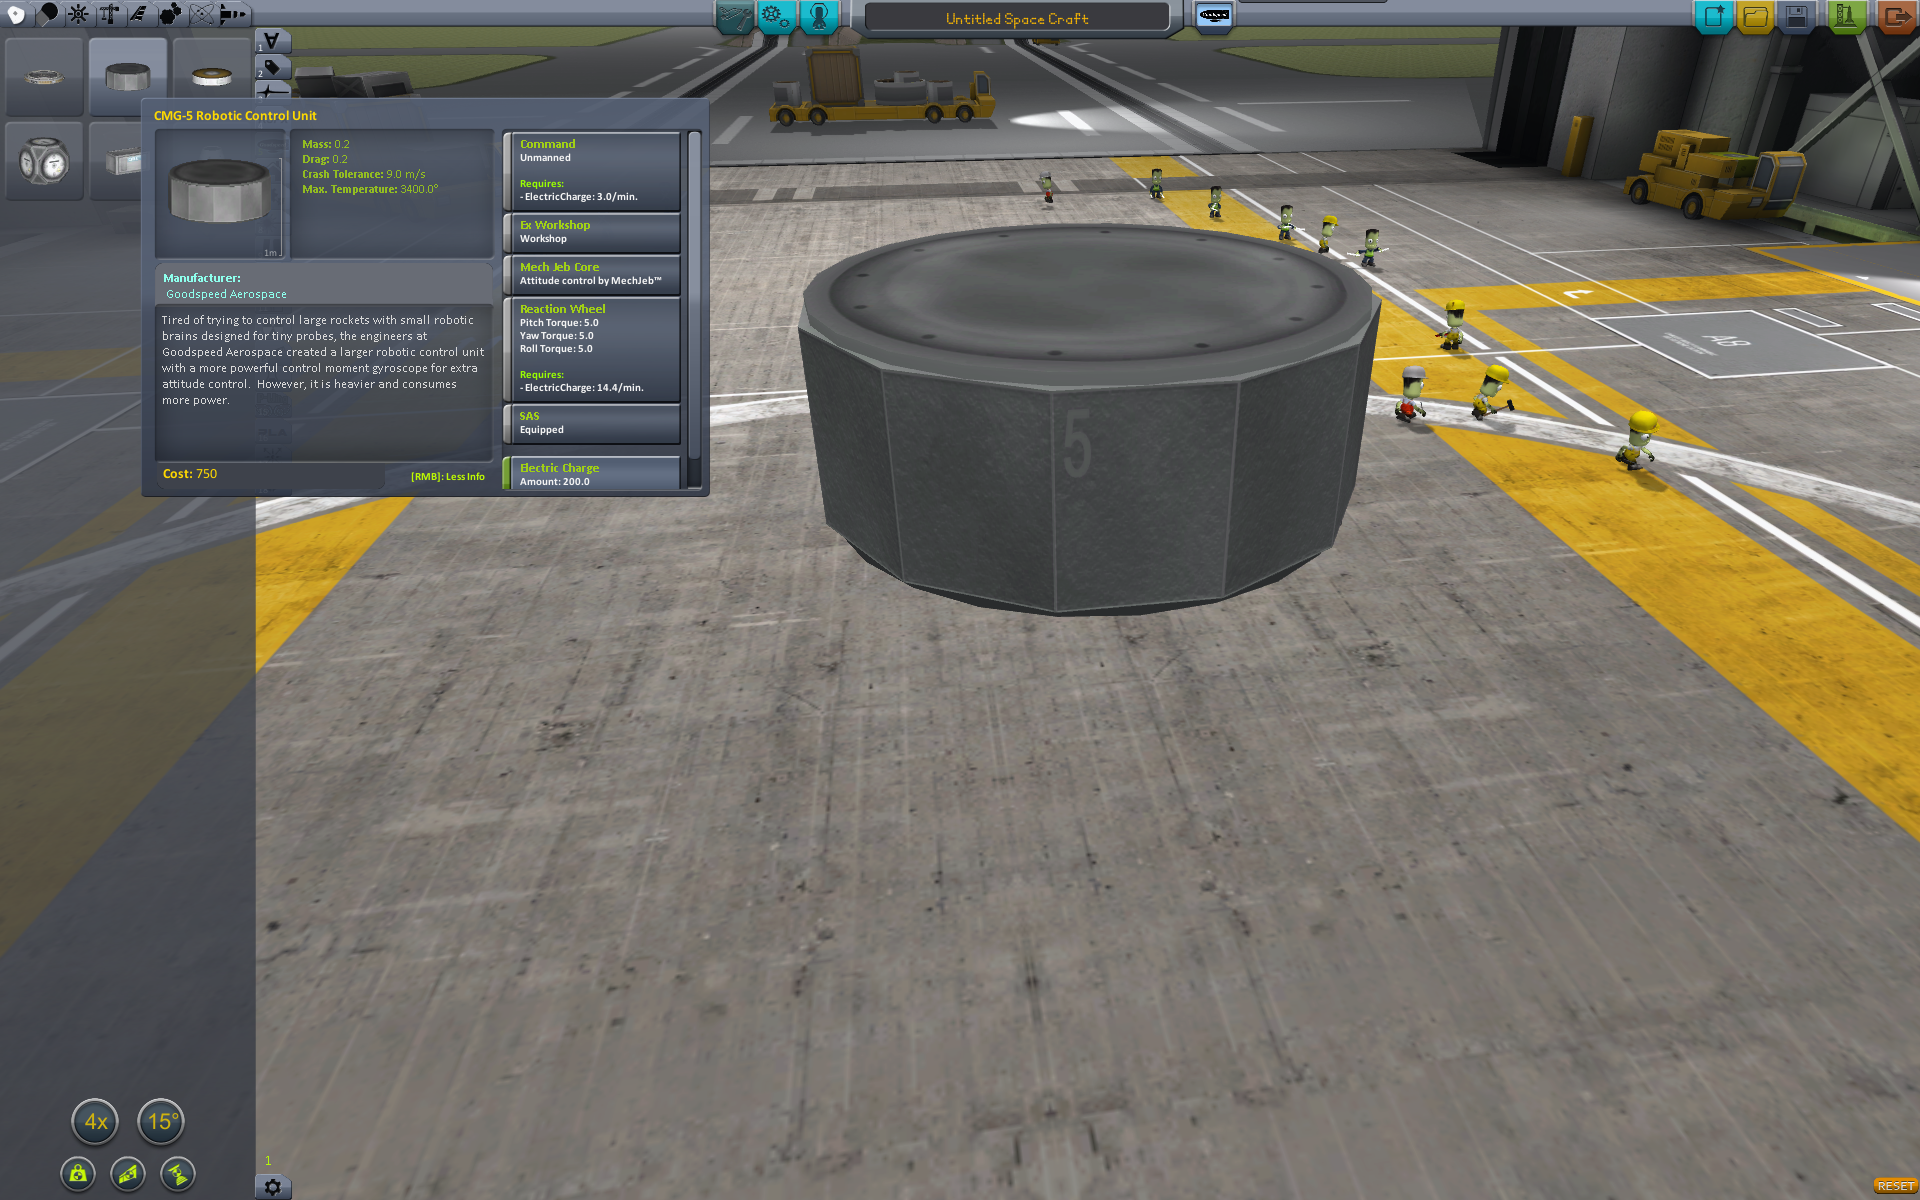 Untitled Space Craft
1
2
CMG-5 Robotic Control Unit
Mass: 0.2
Drag: 0.2
Crash Tolerance: 9.0 m/s
Max. Temperature: 3400.0°
1m
Manufacturer:
Goodspeed Aerospace
Tired of trying to control large rockets with small robotic
brains designed for tiny probes, the engineers at
Goodspeed Aerospace created a larger robotic control unit
with a more powerful control moment gyroscope for extra
attitude control. However, it is heavier and consumes
more power.
Cost: 750
[RMB]: Less Info
Command
Unmanned
Requires:
- ElectricCharge: 3.0/min.
Ex Workshop
Workshop
Mech Jeb Core
Attitude control by MechJeb™
Reaction Wheel
Pitch Torque: 5.0
Yaw Torque: 5.0
Roll Torque: 5.0
Requires:
- ElectricCharge: 14.4/min.
SAS
Equipped
Electric Charge
Amount: 200.0
5
A8
4x
15°
1
RESET